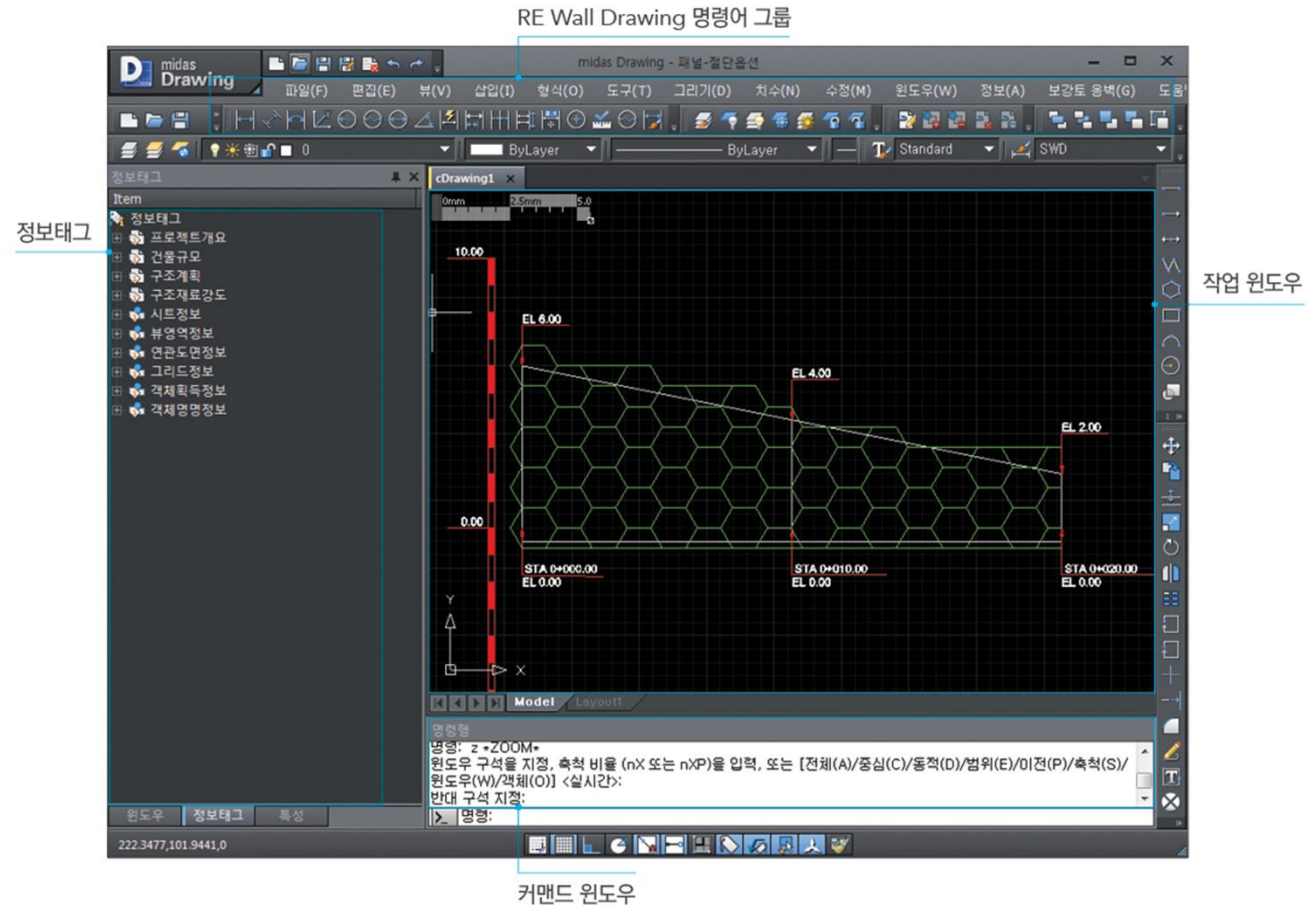 RE Wall Drawing 명령어 그룹
midas Drawing
midas Drawing - 패널-절단옵션
파일(F) 편집(E) 뷰(V) 삽입(I) 형식(O) 도구(T) 그리기(D) 치수(N) 수정(M) 윈도우(W) 정보(A) 보강토 옹벽(G) 도움
0 ByLayer ByLayer Standard SWD
정보태그
cDrawing1
Item
정보태그
프로젝트개요
건물규모
구조계획
구조재료강도
시트정보
뷰영역정보
연관도면정보
그리드정보
객체획득정보
객체명명정보
정보태그
작업 윈도우
0mm 2.5mm 5.0
10.00
EL 6.00
EL 4.00
EL 2.00
0.00
STA 0+000.00
EL 0.00
STA 0+010.00
EL 0.00
STA 0+020.00
EL 0.00
Y
X
Model Layout1
명령행
명령: z *ZOOM*
윈도우 구석을 지정, 축척 비율 (nX 또는 nXP)을 입력, 또는 [전체(A)/중심(C)/동적(D)/범위(E)/이전(P)/축척(S)/
윈도우(W)/객체(O)] <실시간>:
반대 구석 지정:
명령:
윈도우 정보태그 특성
222.3477,101.9441,0
커맨드 윈도우